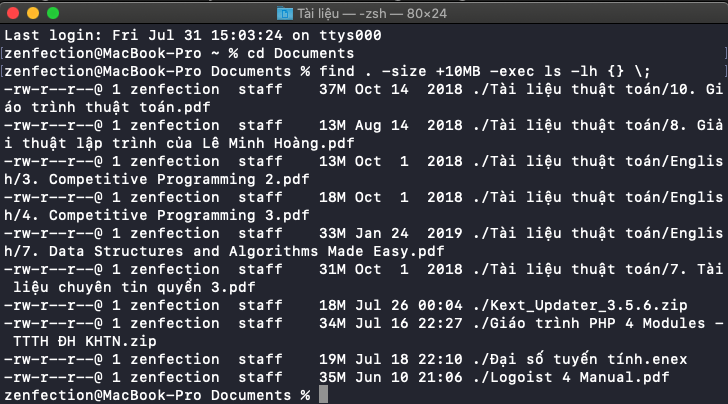 Tài liệu — -zsh — 80×24
Last login: Fri Jul 31 15:03:24 on ttys000
[zenfection@MacBook-Pro ~ % cd Documents ]
[zenfection@MacBook-Pro Documents % find . -size +10MB -exec ls -lh {} \; ]
-rw-r--r--@ 1 zenfection  staff    37M Oct 14  2018 ./Tài liệu thuật toán/10. Gi
áo trình thuật toán.pdf
-rw-r--r--@ 1 zenfection  staff    13M Aug 14  2018 ./Tài liệu thuật toán/8. Giả
i thuật lập trình của Lê Minh Hoàng.pdf
-rw-r--r--@ 1 zenfection  staff    13M Oct  1  2018 ./Tài liệu thuật toán/Englis
h/3. Competitive Programming 2.pdf
-rw-r--r--@ 1 zenfection  staff    18M Oct  1  2018 ./Tài liệu thuật toán/Englis
h/4. Competitive Programming 3.pdf
-rw-r--r--@ 1 zenfection  staff    33M Jan 24  2019 ./Tài liệu thuật toán/Englis
h/7. Data Structures and Algorithms Made Easy.pdf
-rw-r--r--@ 1 zenfection  staff    31M Oct  1  2018 ./Tài liệu thuật toán/7. Tài
 liệu chuyên tin quyển 3.pdf
-rw-r--r--@ 1 zenfection  staff    18M Jul 26 00:04 ./Kext_Updater_3.5.6.zip
-rw-r--r--@ 1 zenfection  staff    34M Jul 16 22:27 ./Giáo trình PHP 4 Modules -
 TTTH ĐH KHTN.zip
-rw-r--r--@ 1 zenfection  staff    19M Jul 18 22:10 ./Đại số tuyến tính.enex
-rw-r--r--@ 1 zenfection  staff    35M Jun 10 21:06 ./Logoist 4 Manual.pdf
zenfection@MacBook-Pro Documents %